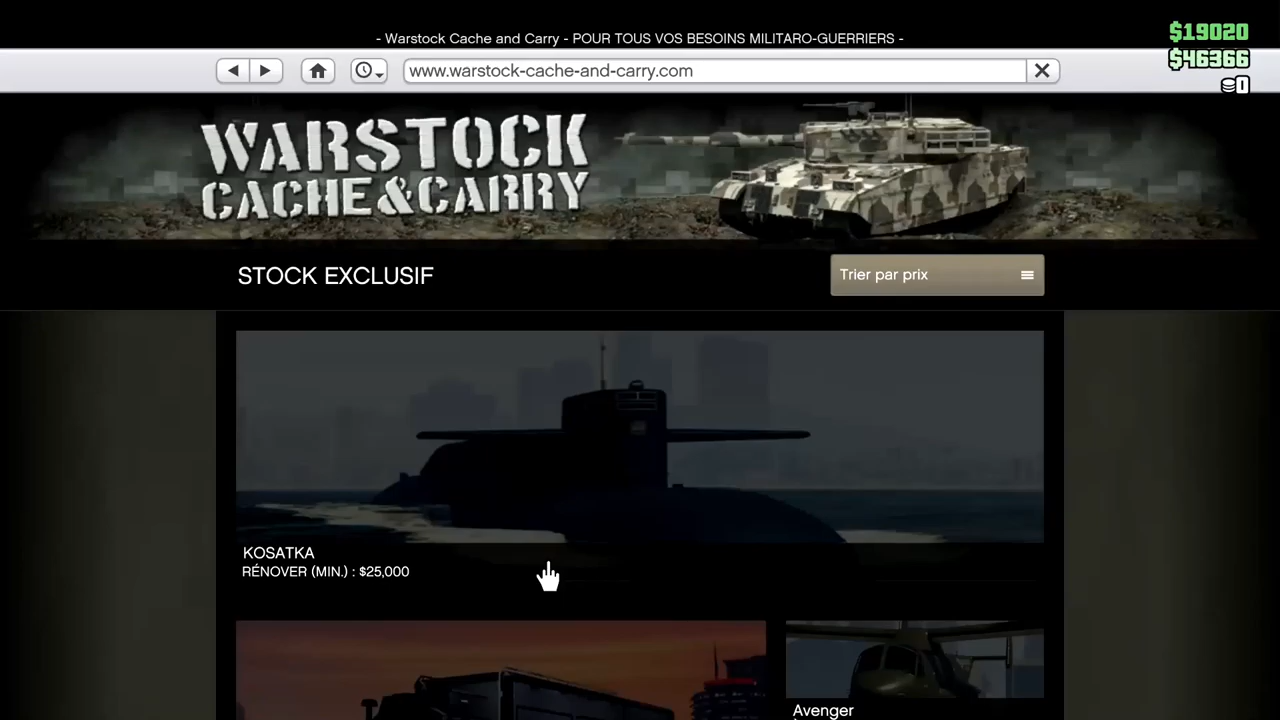 - Warstock Cache and Carry - POUR TOUS VOS BESOINS MILITARO-GUERRIERS -
$19020
$46366
0
www.warstock-cache-and-carry.com
WARSTOCK
CACHE&CARRY
STOCK EXCLUSIF
Trier par prix
KOSATKA
RÉNOVER (MIN.) : $25,000
Avenger